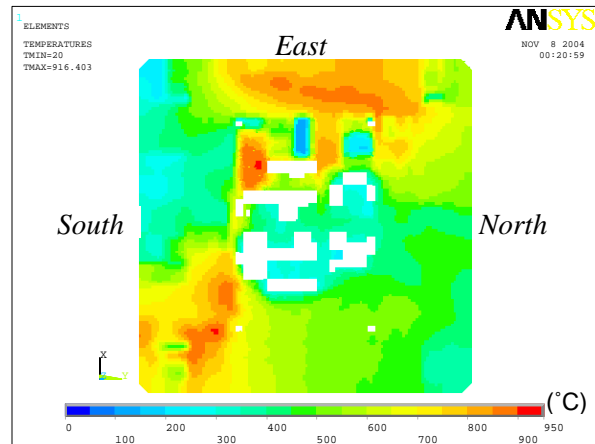 1
ELEMENTS
TEMPERATURES
TMIN=20
TMAX=916.403
ANSYS
NOV 8 2004
00:20:59
East
South
North
X
Z Y
0 50 200 300 400 500 600 700 800 950
100 900
(°C)